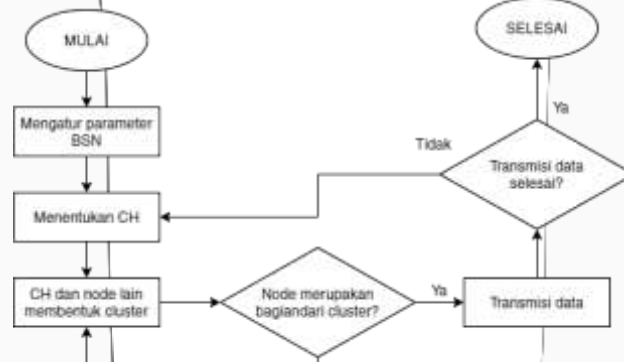 MULAI
SELESAI
Mengatur parameter
BSN
Ya
Tidak
Transmisi data
selesai?
Menentukan CH
CH dan node lain
membentuk cluster
Node merupakan
bagiandari cluster?
Ya
Transmisi data